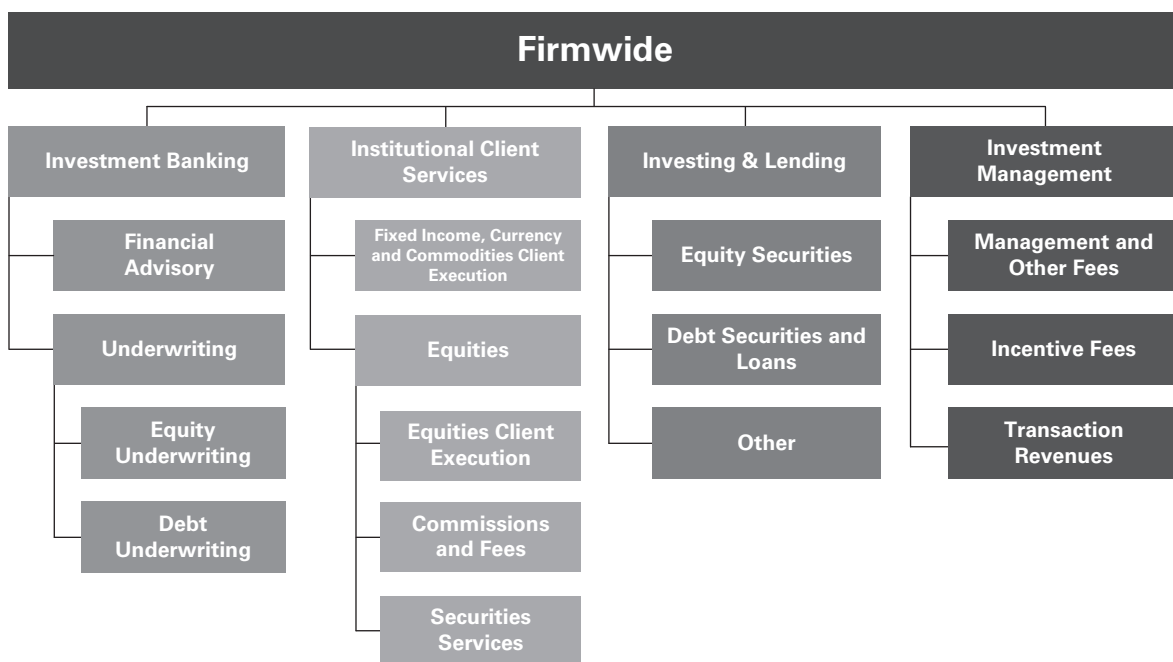 Firmwide
Investment Banking
Financial
Advisory
Underwriting
Equity
Underwriting
Debt
Underwriting
Institutional Client
Services
Fixed Income, Currency
and Commodities Client
Execution
Equities
Equities Client
Execution
Commissions
and Fees
Securities
Services
Investing & Lending
Equity Securities
Debt Securities and
Loans
Other
Investment
Management
Management and
Other Fees
Incentive Fees
Transaction
Revenues